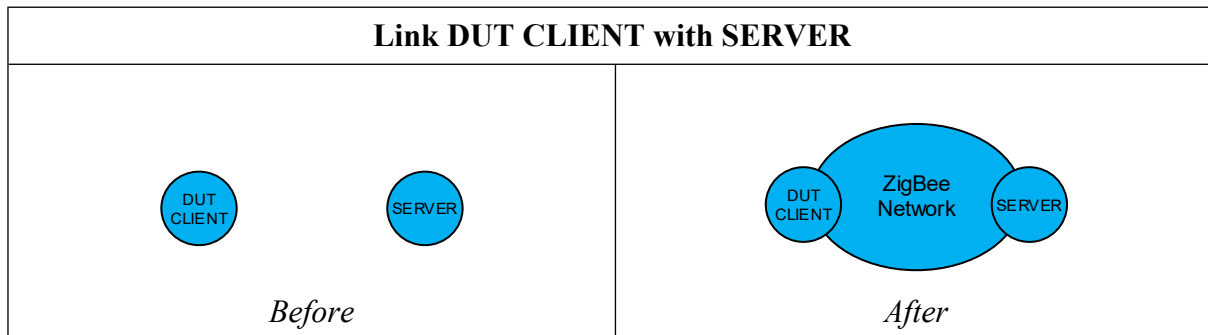 Link DUT CLIENT with SERVER
DUT
CLIENT
SERVER
Before
DUT
CLIENT
ZigBee
Network
SERVER
After